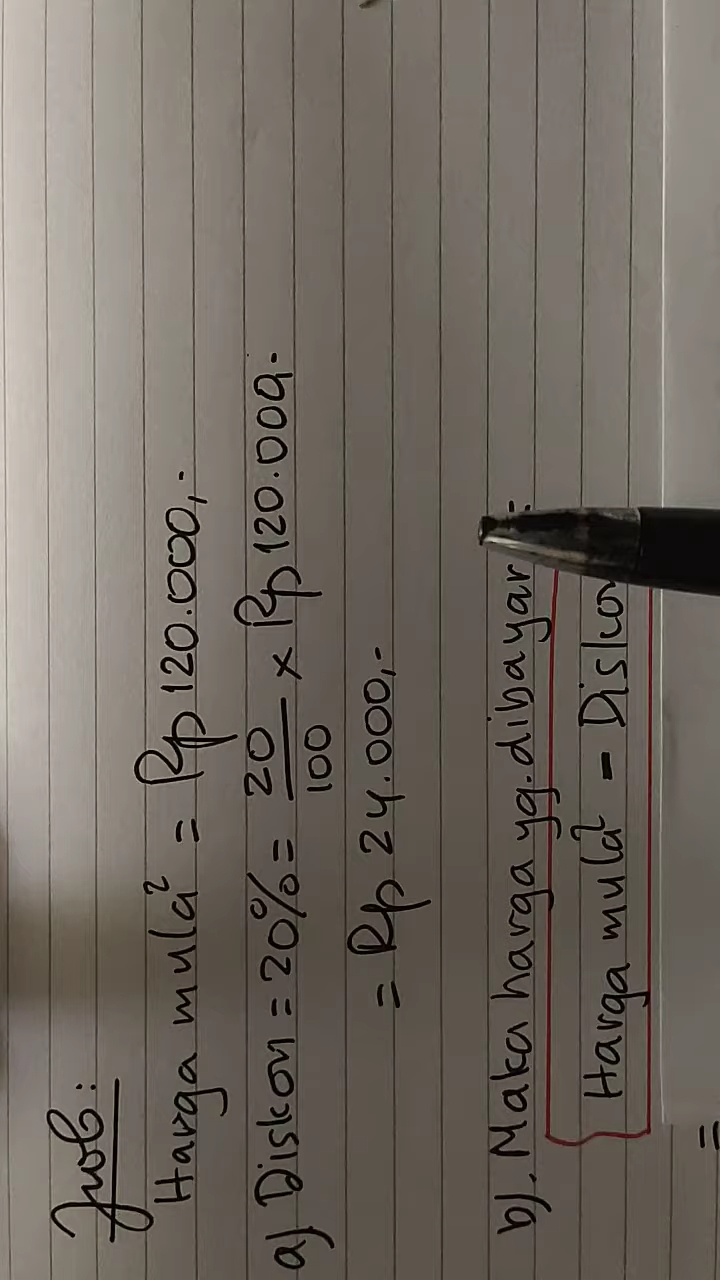 Jwb:
Harga mula² = Rp 120.000,-
a) Diskon = 20% = 20/100 x Rp 120.000,-
= Rp 24.000,-
b). Maka harga yg. dibayar =
Harga mula² - Diskon
=